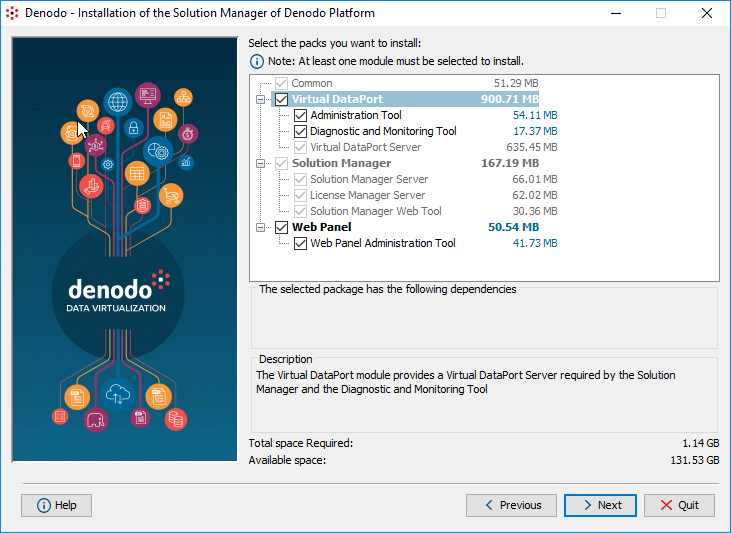 Denodo - Installation of the Solution Manager of Denodo Platform
Select the packs you want to install:
Note: At least one module must be selected to install.
Common 51.29 MB
Virtual DataPort 900.71 MB
Administration Tool 54.11 MB
Diagnostic and Monitoring Tool 17.37 MB
Virtual DataPort Server 635.45 MB
Solution Manager 167.19 MB
Solution Manager Server 66.01 MB
License Manager Server 62.02 MB
Solution Manager Web Tool 30.36 MB
Web Panel 50.54 MB
Web Panel Administration Tool 41.73 MB
denodo
DATA VIRTUALIZATION
The selected package has the following dependencies
Description
The Virtual DataPort module provides a Virtual DataPort Server required by the Solution
Manager and the Diagnostic and Monitoring Tool
Total space Required: 1.14 GB
Available space: 131.53 GB
Help
Previous
Next
Quit